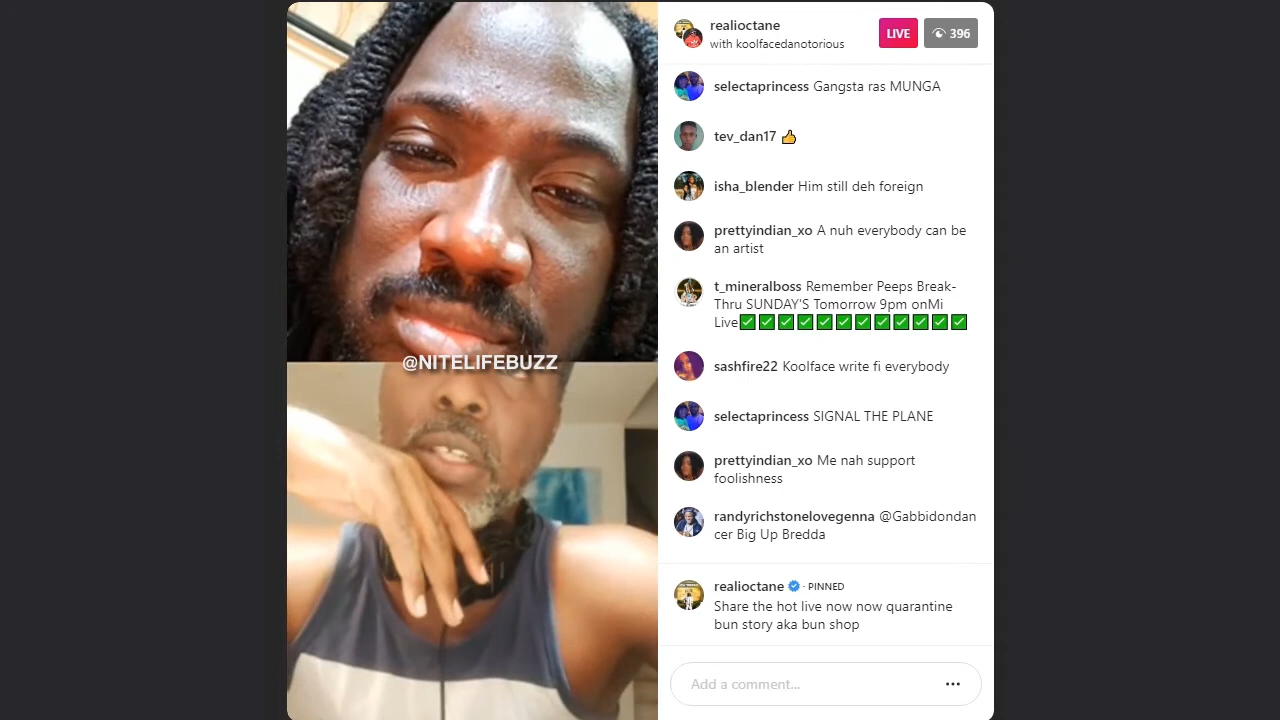 realioctane
with koolfacedanotorious
LIVE
396
selectaprincess Gangsta ras MUNGA
tev_dan17 👍
isha_blender Him still deh foreign
prettyindian_xo A nuh everybody can be
an artist
t_mineralboss Remember Peeps Break-
Thru SUNDAY'S Tomorrow 9pm onMi
Live✅✅✅✅✅✅✅✅✅✅✅✅
sashfire22 Koolface write fi everybody
selectaprincess SIGNAL THE PLANE
prettyindian_xo Me nah support
foolishness
randyrichstonelovegenna @Gabbidondan
cer Big Up Bredda
realioctane · PINNED
Share the hot live now now quarantine
bun story aka bun shop
Add a comment...
@NITELIFEBUZZ